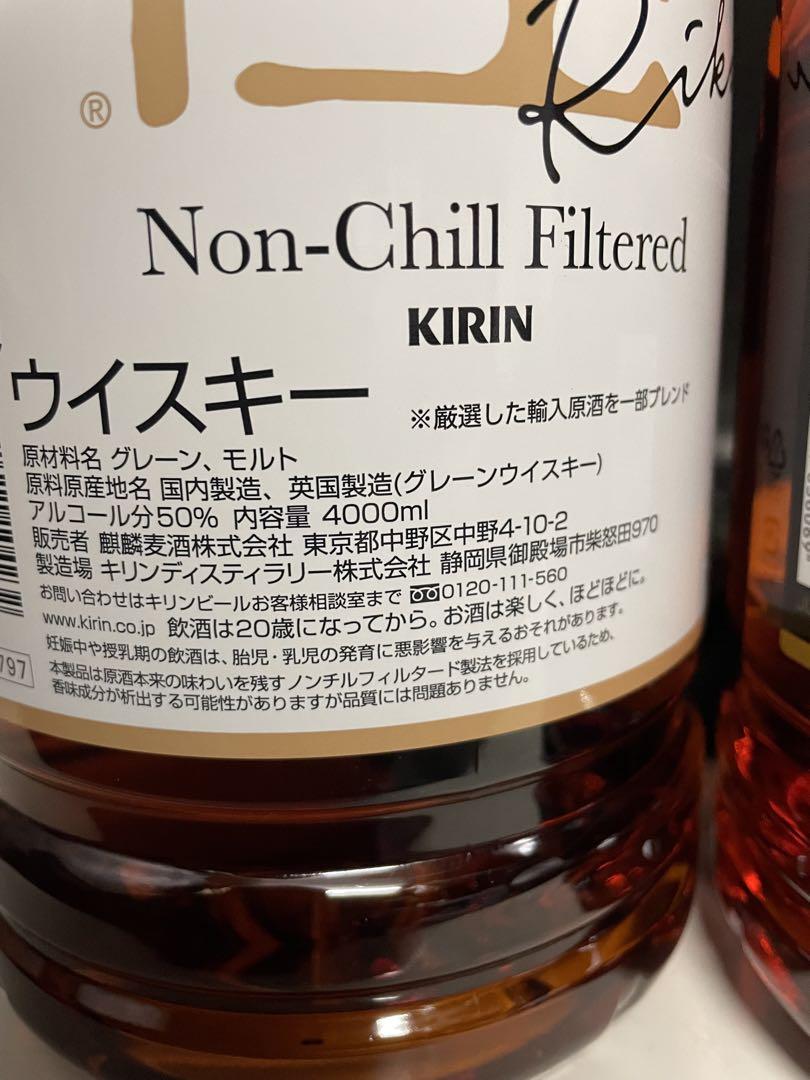 ®
Non-Chill Filtered
KIRIN
ウイスキー
※厳選した輸入原酒を一部ブレンド
原材料名 グレーン、モルト
原料原産地名 国内製造、英国製造(グレーンウイスキー)
アルコール分50% 内容量 4000ml
販売者 麒麟麦酒株式会社 東京都中野区中野4-10-2
製造場 キリンディスティラリー株式会社 静岡県御殿場市柴怒田970
お問い合わせはキリンビールお客様相談室まで 0120-111-560
www.kirin.co.jp 飲酒は20歳になってから。お酒は楽しく、ほどほどに。
妊娠中や授乳期の飲酒は、胎児・乳児の発育に悪影響を与えるおそれがあります。
本製品は原酒本来の味わいを残すノンチルフィルタード製法を採用しているため、
香味成分が析出する可能性がありますが品質には問題ありません。
797